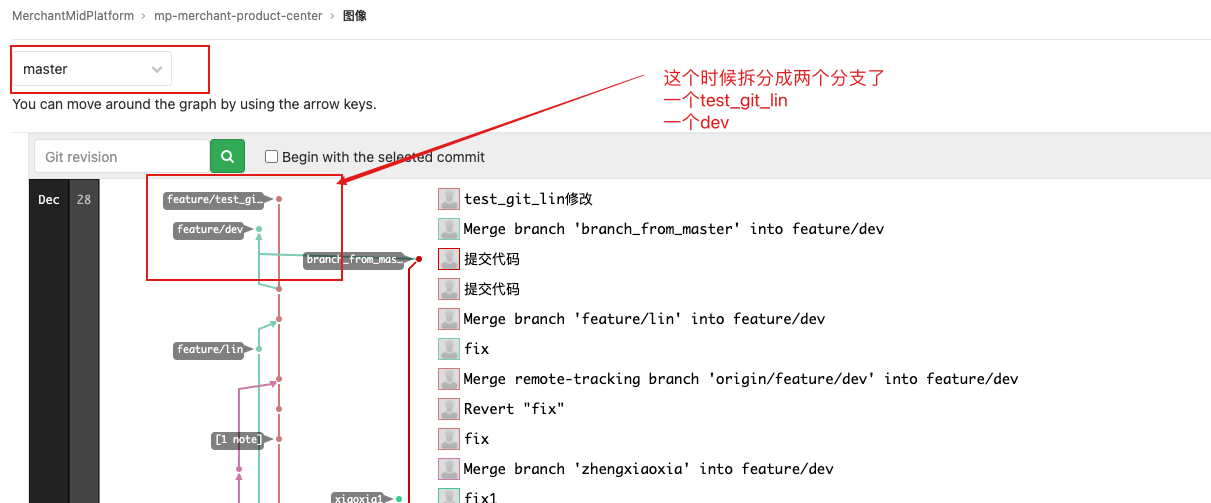 MerchantMidPlatform › mp-merchant-product-center › 图像
master
You can move around the graph by using the arrow keys.
这个时候拆分成两个分支了
一个test_git_lin
一个dev
Git revision
Begin with the selected commit
Dec 28
feature/test_gi… test_git_lin修改
feature/dev Merge branch 'branch_from_master' into feature/dev
branch_from_mas… 提交代码
提交代码
Merge branch 'feature/lin' into feature/dev
feature/lin fix
Merge remote-tracking branch 'origin/feature/dev' into feature/dev
Revert "fix"
[1 note] fix
Merge branch 'zhengxiaoxia' into feature/dev
xiaoxia1 fix1